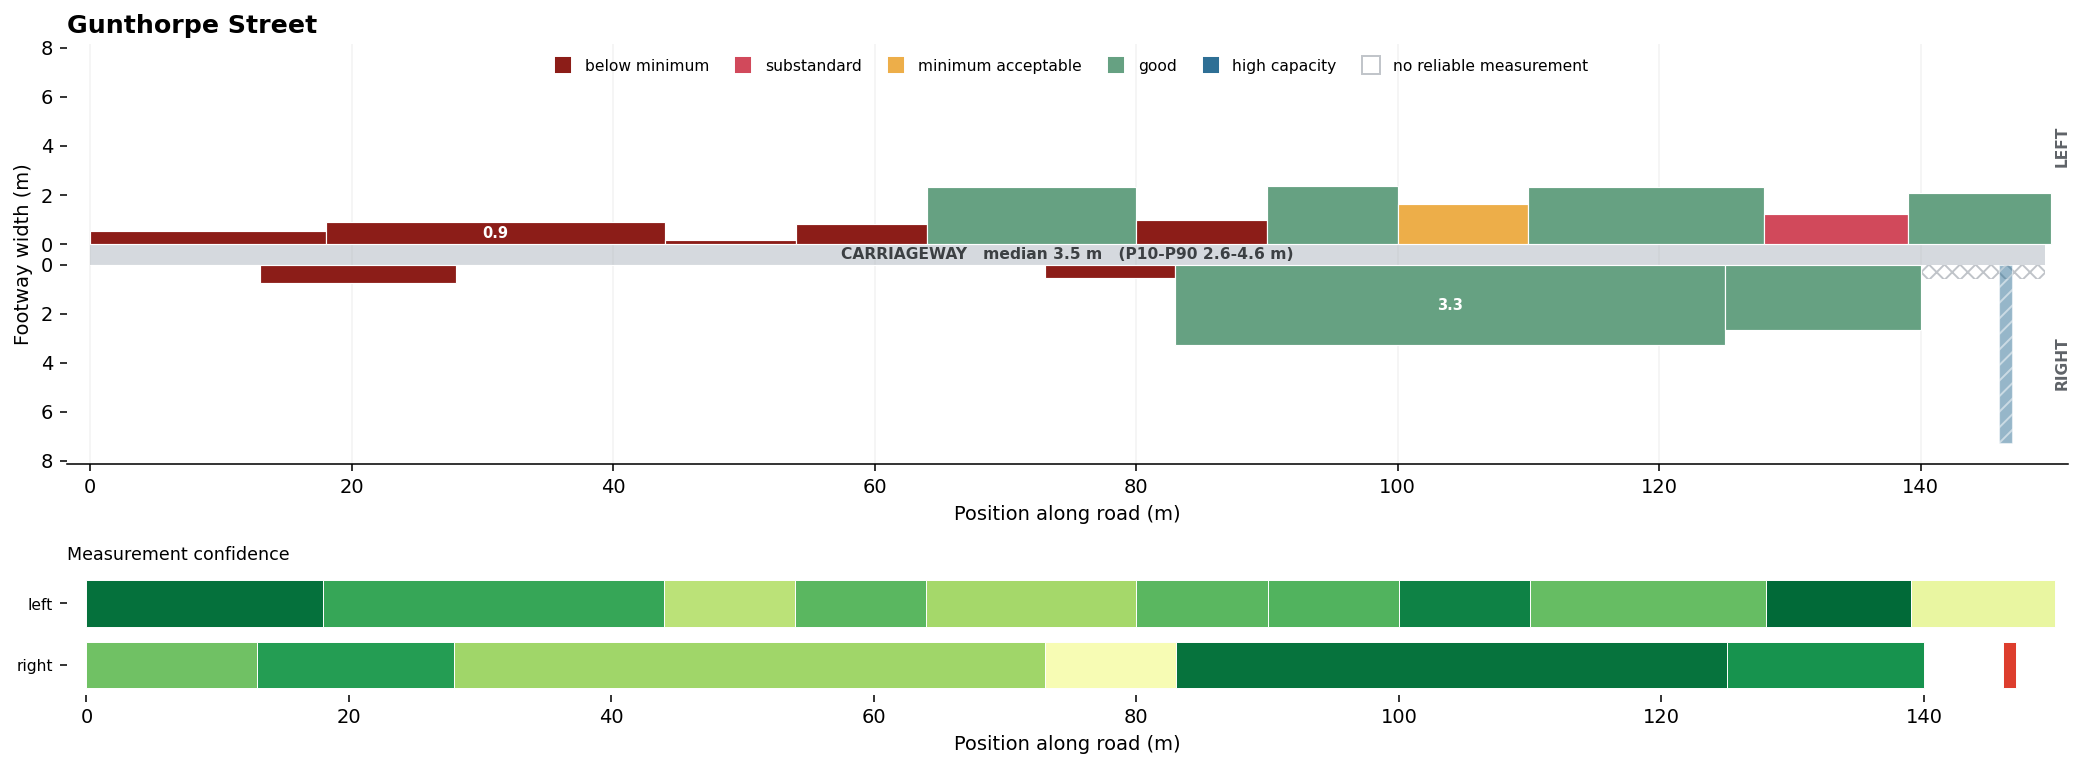 Gunthorpe Street
below minimum substandard minimum acceptable good high capacity no reliable measurement
Footway width (m)
8
6
4
2
0
0
2
4
6
8
LEFT
RIGHT
0.9
CARRIAGEWAY median 3.5 m (P10-P90 2.6-4.6 m)
3.3
0 20 40 60 80 100 120 140
Position along road (m)
Measurement confidence
left
right
0 20 40 60 80 100 120 140
Position along road (m)